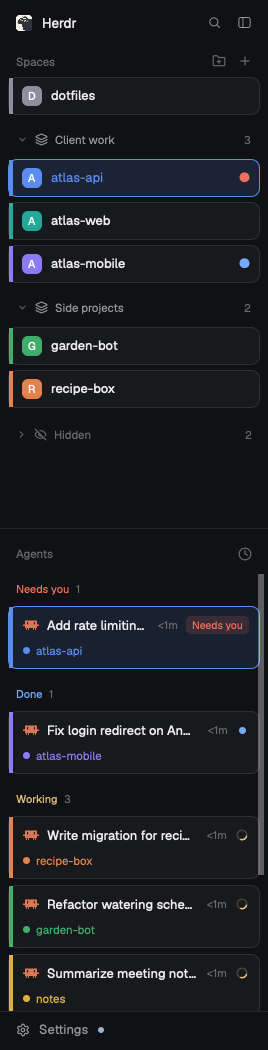 Herdr
Spaces
D dotfiles
Client work 3
A atlas-api
A atlas-web
A atlas-mobile
Side projects 2
G garden-bot
R recipe-box
Hidden 2
Agents
Needs you 1
Add rate limitin... <1m Needs you
atlas-api
Done 1
Fix login redirect on An... <1m
atlas-mobile
Working 3
Write migration for reci... <1m
recipe-box
Refactor watering sche... <1m
garden-bot
Summarize meeting not... <1m
notes
Settings